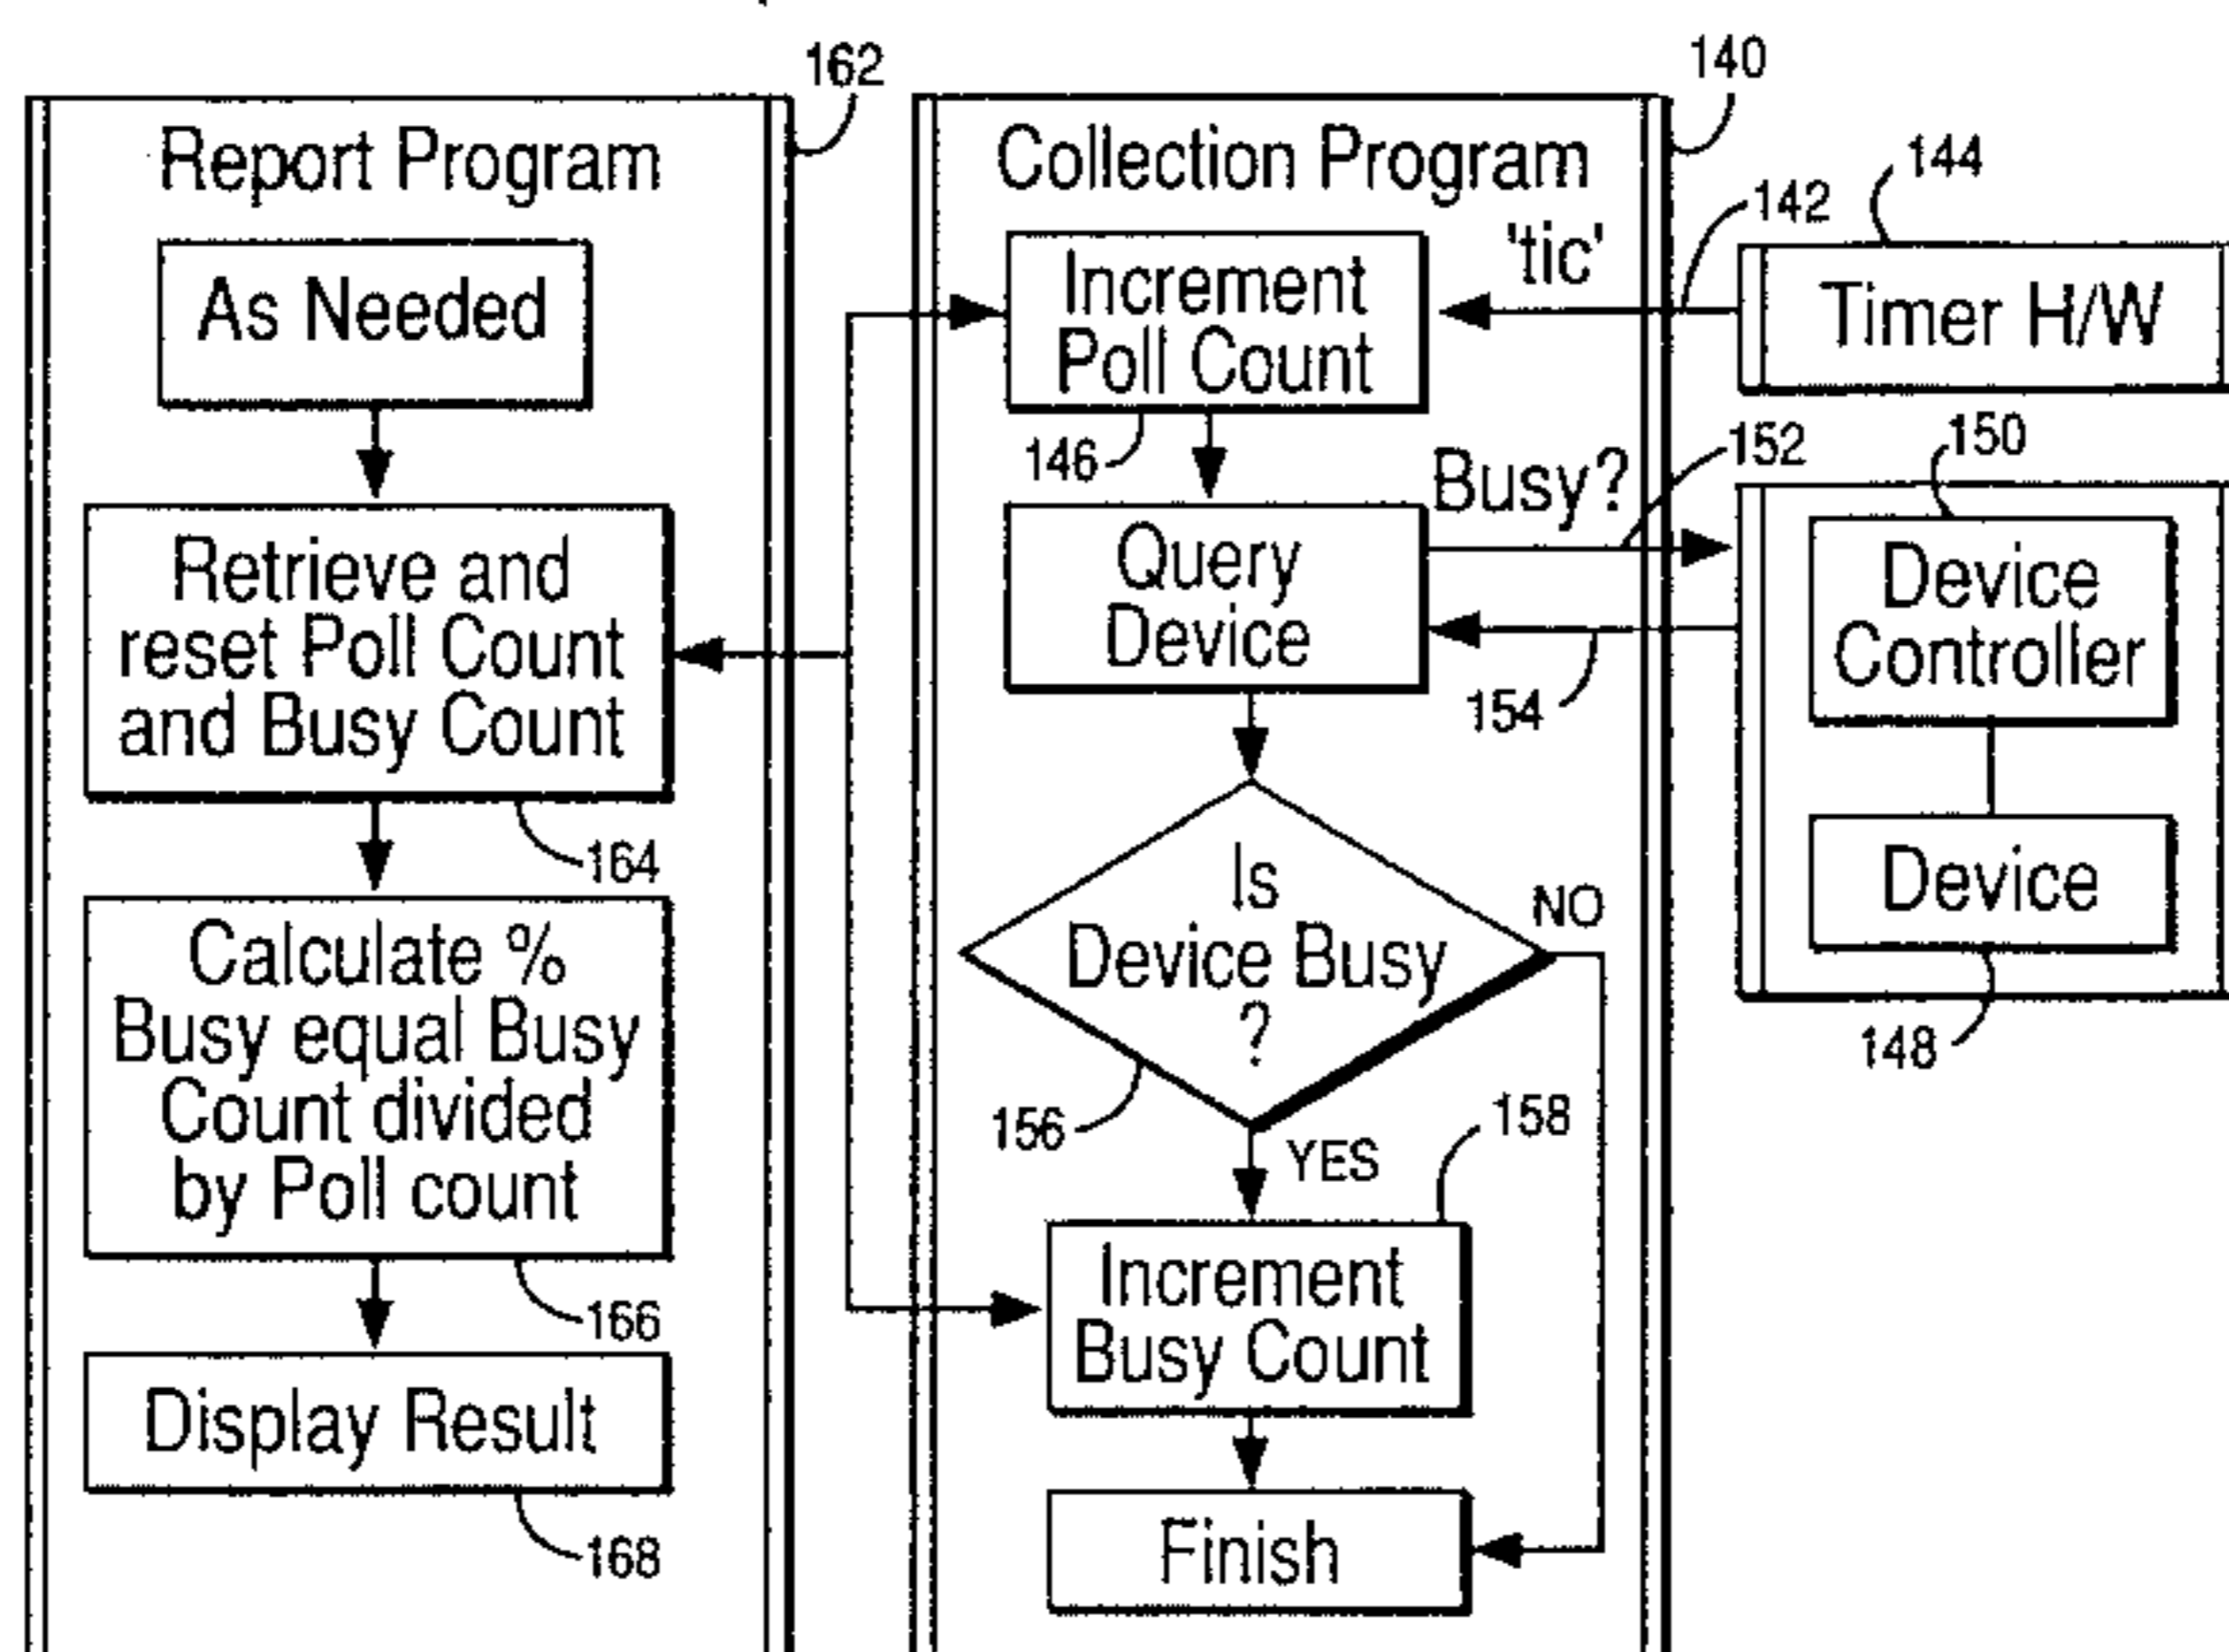 162
Report Program
As Needed
Retrieve and
reset Poll Count
and Busy Count
164
Calculate %
Busy equal Busy
Count divided
by Poll count
166
Display Result
168
140
Collection Program
'tic'
142
144
Timer H/W
Increment
Poll Count
146
Busy?
152
150
Query
Device
154
Device
Controller
Device
148
Is
Device Busy
?
NO
156
YES
158
Increment
Busy Count
Finish